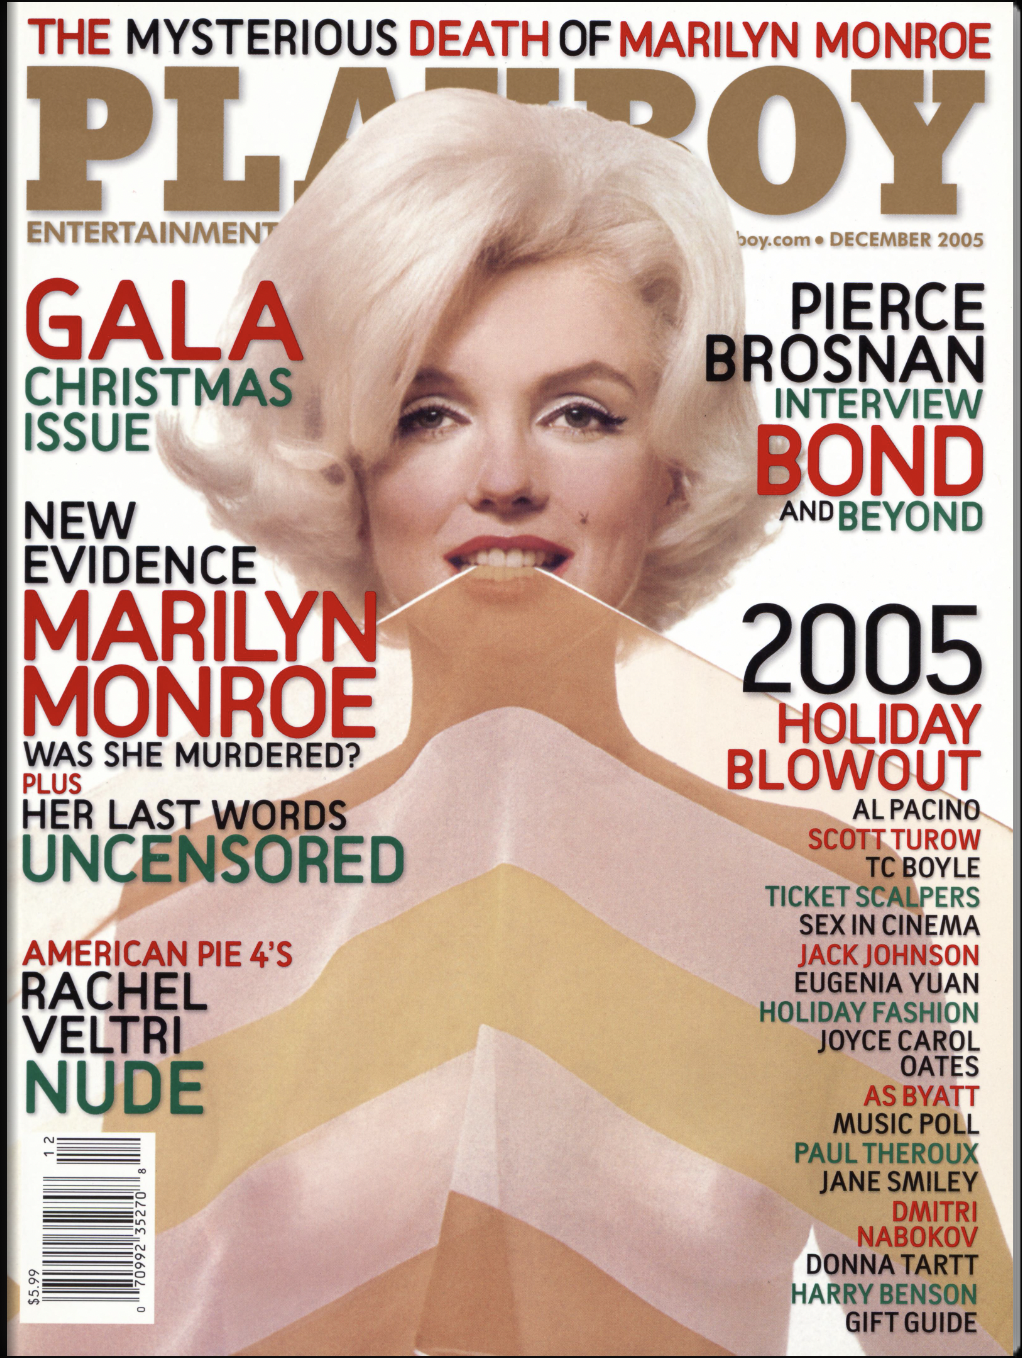 THE MYSTERIOUS DEATH OF MARILYN MONROE
PLAYBOY
ENTERTAINMENT
boy.com • DECEMBER 2005
GALA
CHRISTMAS
ISSUE
NEW
EVIDENCE
MARILYN
MONROE
WAS SHE MURDERED?
PLUS
HER LAST WORDS
UNCENSORED
AMERICAN PIE 4'S
RACHEL
VELTRI
NUDE
PIERCE
BROSNAN
INTERVIEW
BOND
AND BEYOND
2005
HOLIDAY
BLOWOUT
AL PACINO
SCOTT TUROW
TC BOYLE
TICKET SCALPERS
SEX IN CINEMA
JACK JOHNSON
EUGENIA YUAN
HOLIDAY FASHION
JOYCE CAROL
OATES
AS BYATT
MUSIC POLL
PAUL THEROUX
JANE SMILEY
DMITRI
NABOKOV
DONNA TARTT
HARRY BENSON
GIFT GUIDE
$5.99
0 70992 35270 8
12